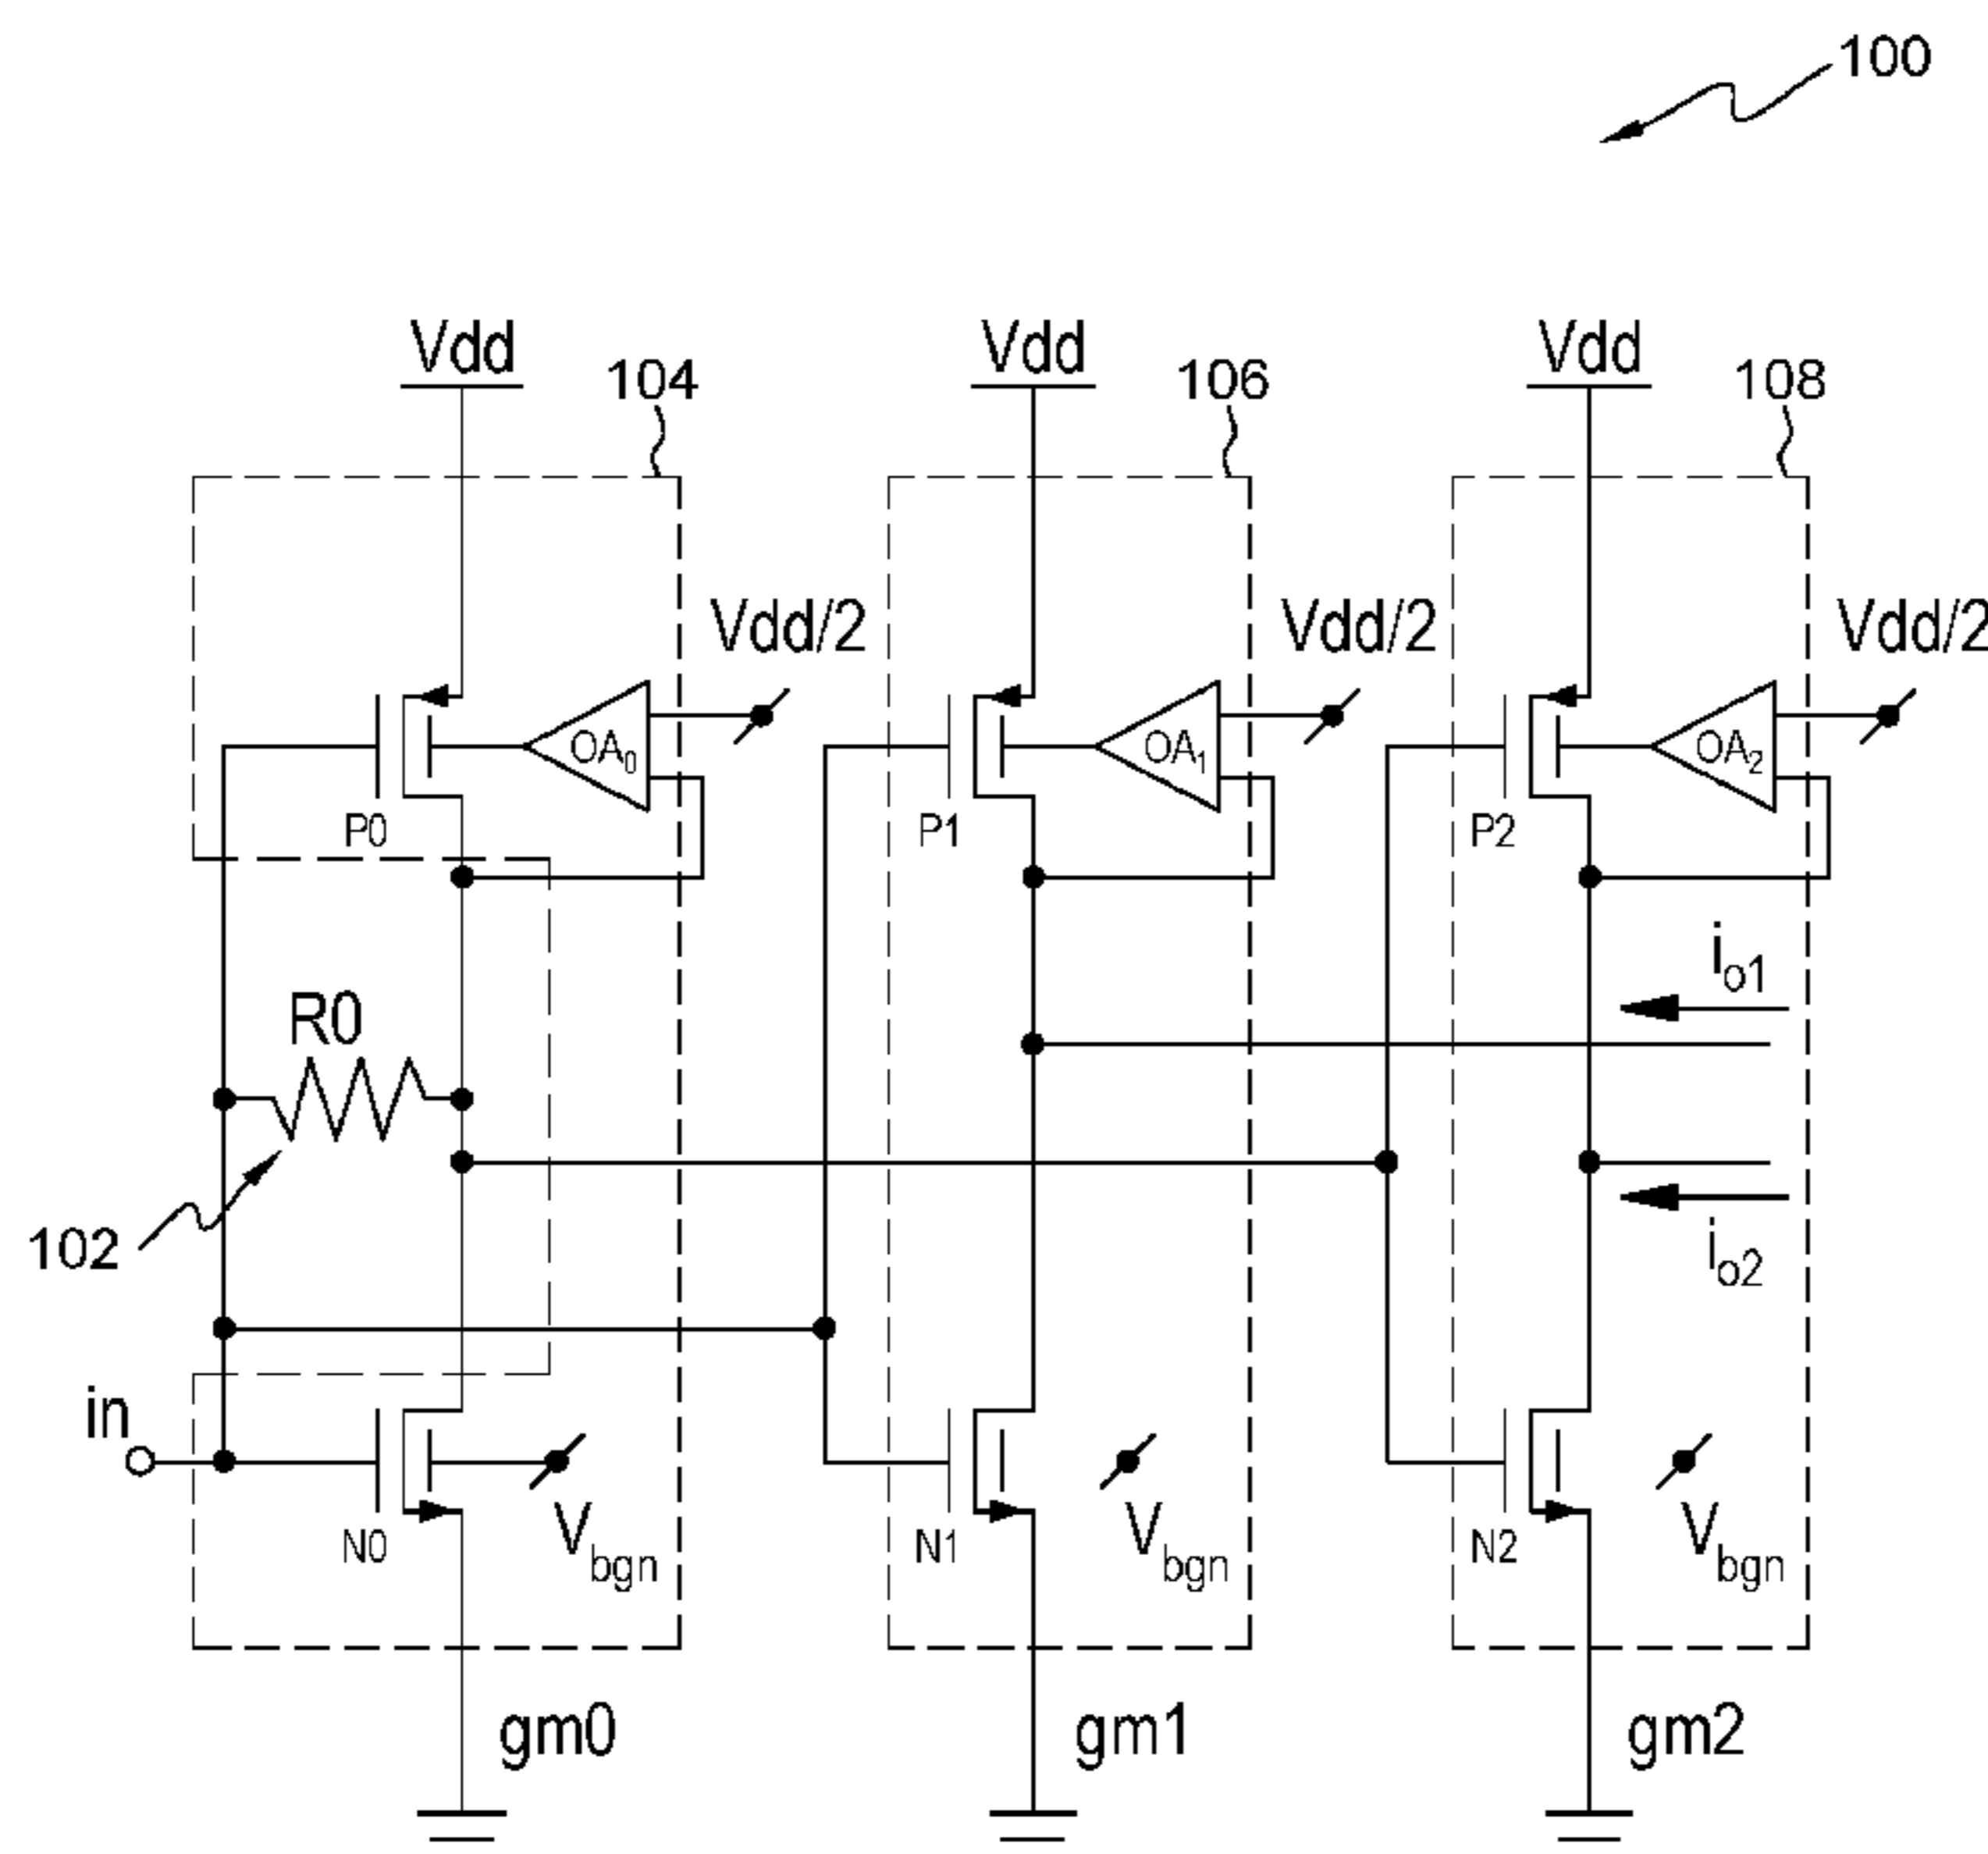 100
Vdd
Vdd
Vdd
104
106
108
Vdd/2
Vdd/2
Vdd/2
OA0
OA1
OA2
P0
P1
P2
R0
io1
102
io2
in
N0
Vbgn
N1
Vbgn
N2
Vbgn
gm0
gm1
gm2